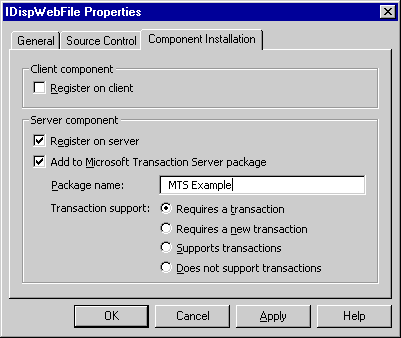 IDispWebFile Properties
General Source Control Component Installation
Client component
Register on client
Server component
Register on server
Add to Microsoft Transaction Server package
Package name: MTS Example
Transaction support: Requires a transaction
Requires a new transaction
Supports transactions
Does not support transactions
OK Cancel Apply Help